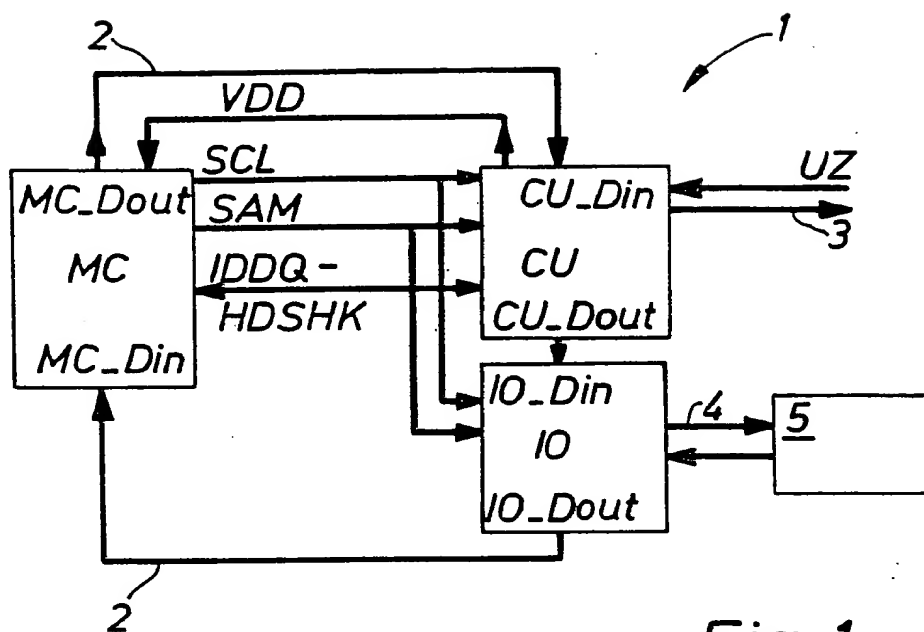 2
1
VDD
SCL
UZ
MC_Dout
CU_Din
SAM
3
MC
CU
IDDQ-
HDSHK
CU_Dout
MC_Din
IO_Din
4
5
IO
IO_Dout
2